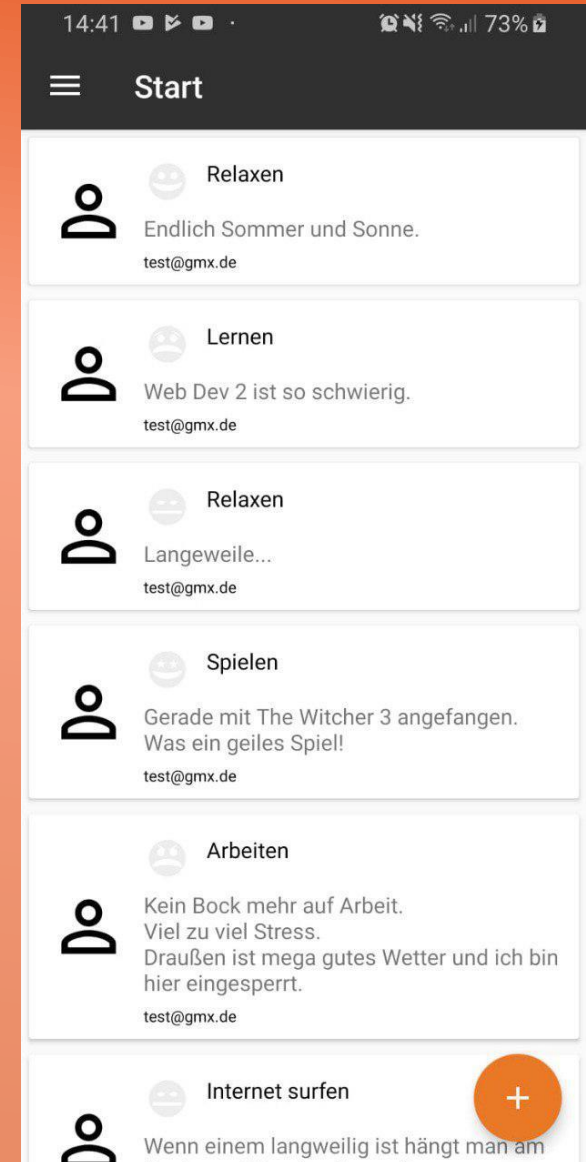 14:41
73%
Start
Relaxen
Endlich Sommer und Sonne.
test@gmx.de
Lernen
Web Dev 2 ist so schwierig.
test@gmx.de
Relaxen
Langeweile...
test@gmx.de
Spielen
Gerade mit The Witcher 3 angefangen.
Was ein geiles Spiel!
test@gmx.de
Arbeiten
Kein Bock mehr auf Arbeit.
Viel zu viel Stress.
Draußen ist mega gutes Wetter und ich bin
hier eingesperrt.
test@gmx.de
Internet surfen
Wenn einem langweilig ist hängt man am